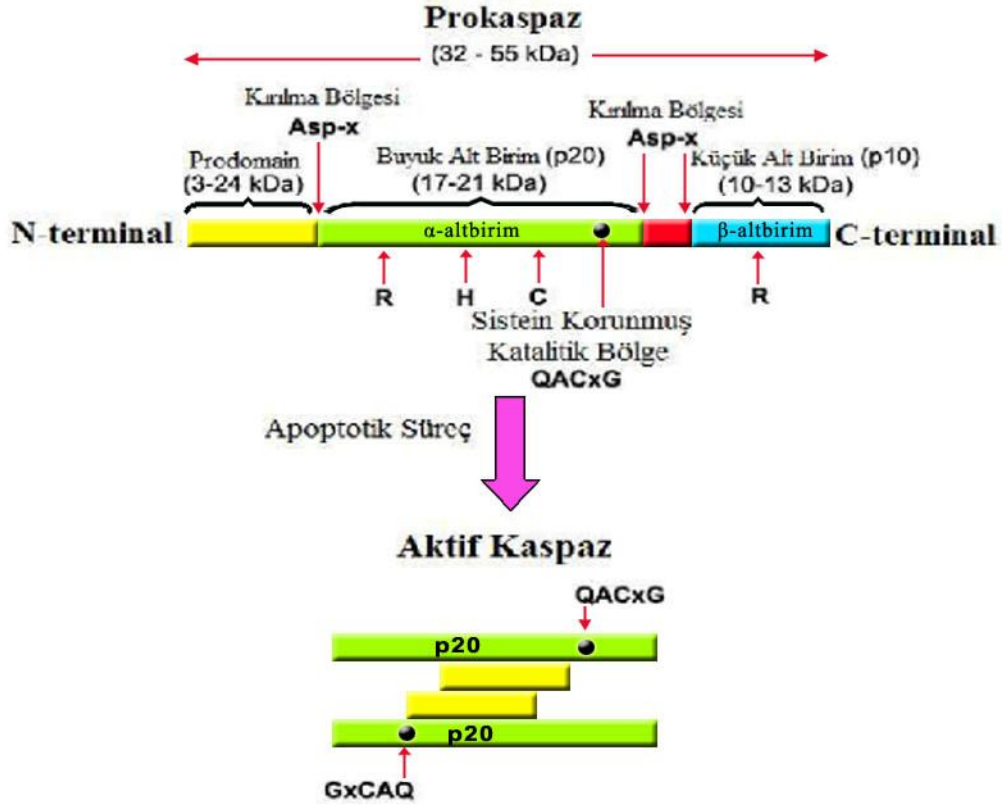 Prokaspaz
(32 - 55 kDa)
Kırılma Bölgesi
Asp-x
Kırılma Bölgesi
Asp-x
Prodomain
(3-24 kDa)
Buyuk Alt Birim (p20)
(17-21 kDa)
Küçük Alt Birim (p10)
(10-13 kDa)
N-terminal
α-altbirim
β-altbirim
C-terminal
R
H
C
R
Sistein Korunmuş
Katalitik Bölge
QACxG
Apoptotik Süreç
Aktif Kaspaz
QACxG
p20
p20
GxCAQ